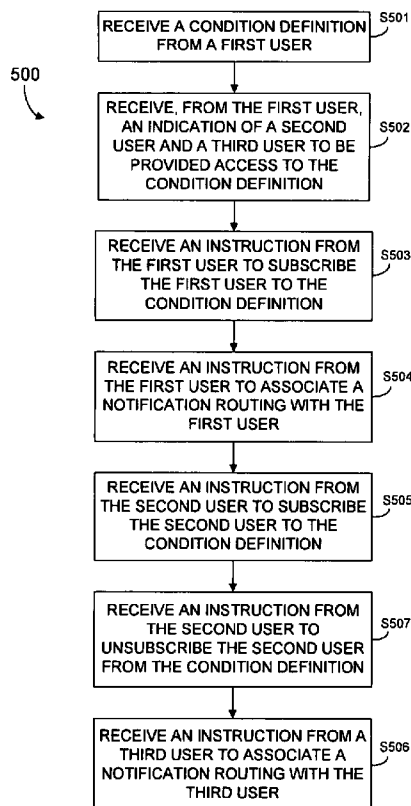 RECEIVE A CONDITION DEFINITION
FROM A FIRST USER
S501
500
RECEIVE, FROM THE FIRST USER,
AN INDICATION OF A SECOND
USER AND A THIRD USER TO BE
PROVIDED ACCESS TO THE
CONDITION DEFINITION
S502
RECEIVE AN INSTRUCTION FROM
THE FIRST USER TO SUBSCRIBE
THE FIRST USER TO THE
CONDITION DEFINITION
S503
RECEIVE AN INSTRUCTION FROM
THE FIRST USER TO ASSOCIATE A
NOTIFICATION ROUTING WITH THE
FIRST USER
S504
RECEIVE AN INSTRUCTION FROM
THE SECOND USER TO SUBSCRIBE
THE SECOND USER TO THE
CONDITION DEFINITION
S505
RECEIVE AN INSTRUCTION FROM
THE SECOND USER TO
UNSUBSCRIBE THE SECOND USER
FROM THE CONDITION DEFINITION
S507
RECEIVE AN INSTRUCTION FROM A
THIRD USER TO ASSOCIATE A
NOTIFICATION ROUTING WITH THE
THIRD USER
S506